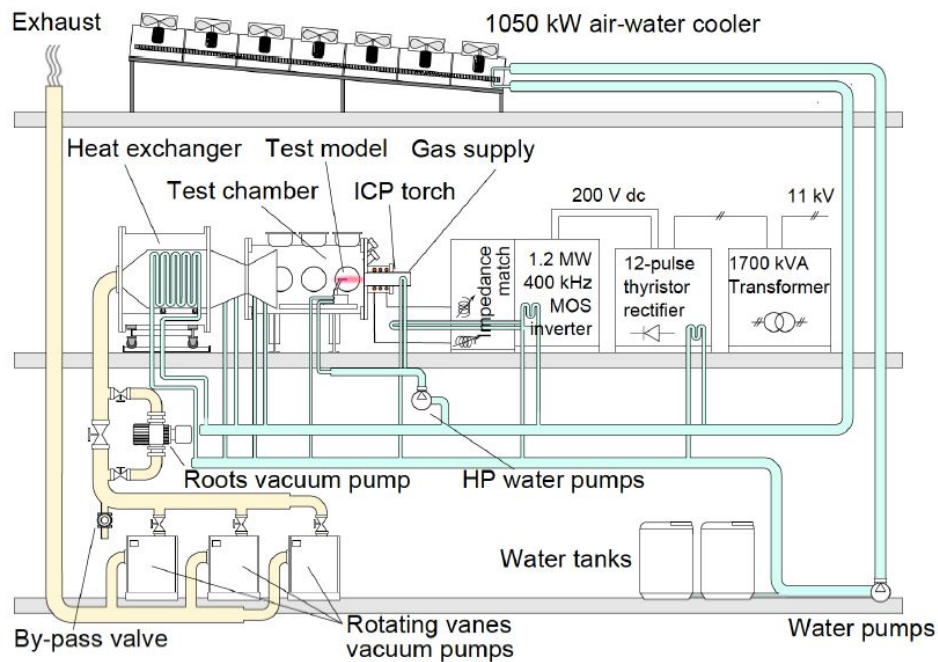 Exhaust
1050 kW air-water cooler
Heat exchanger
Test model
Gas supply
Test chamber
ICP torch
200 V dc
11 kV
Impedance
match
1.2 MW
400 kHz
MOS
inverter
12-pulse
thyristor
rectifier
1700 kVA
Transformer
Roots vacuum pump
HP water pumps
Water tanks
By-pass valve
Rotating vanes
vacuum pumps
Water pumps